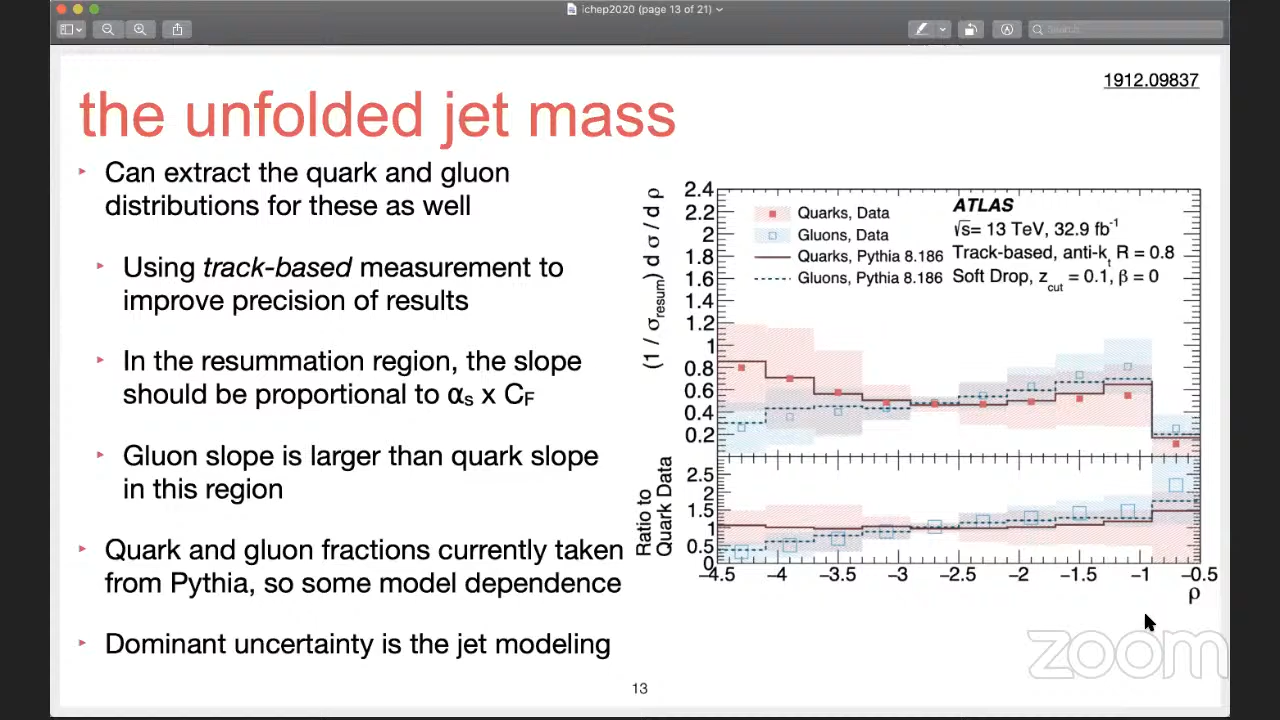 ichep2020 (page 13 of 21)
Search
1912.09837
the unfolded jet mass
‣ Can extract the quark and gluon
distributions for these as well
‣ Using track-based measurement to
improve precision of results
‣ In the resummation region, the slope
should be proportional to αs x CF
‣ Gluon slope is larger than quark slope
in this region
‣ Quark and gluon fractions currently taken
from Pythia, so some model dependence
‣ Dominant uncertainty is the jet modeling
(1 / σresum) d σ / d ρ
2.4
2.2
2
1.8
1.6
1.4
1.2
1
0.8
0.6
0.4
0.2
Quarks, Data
Gluons, Data
Quarks, Pythia 8.186
Gluons, Pythia 8.186
ATLAS
√s= 13 TeV, 32.9 fb-1
Track-based, anti-kt R = 0.8
Soft Drop, zcut = 0.1, β = 0
Ratio to
Quark Data
2.5
2
1.5
1
0.5
0
−4.5 −4 −3.5 −3 −2.5 −2 −1.5 −1 −0.5
ρ
zoom
13